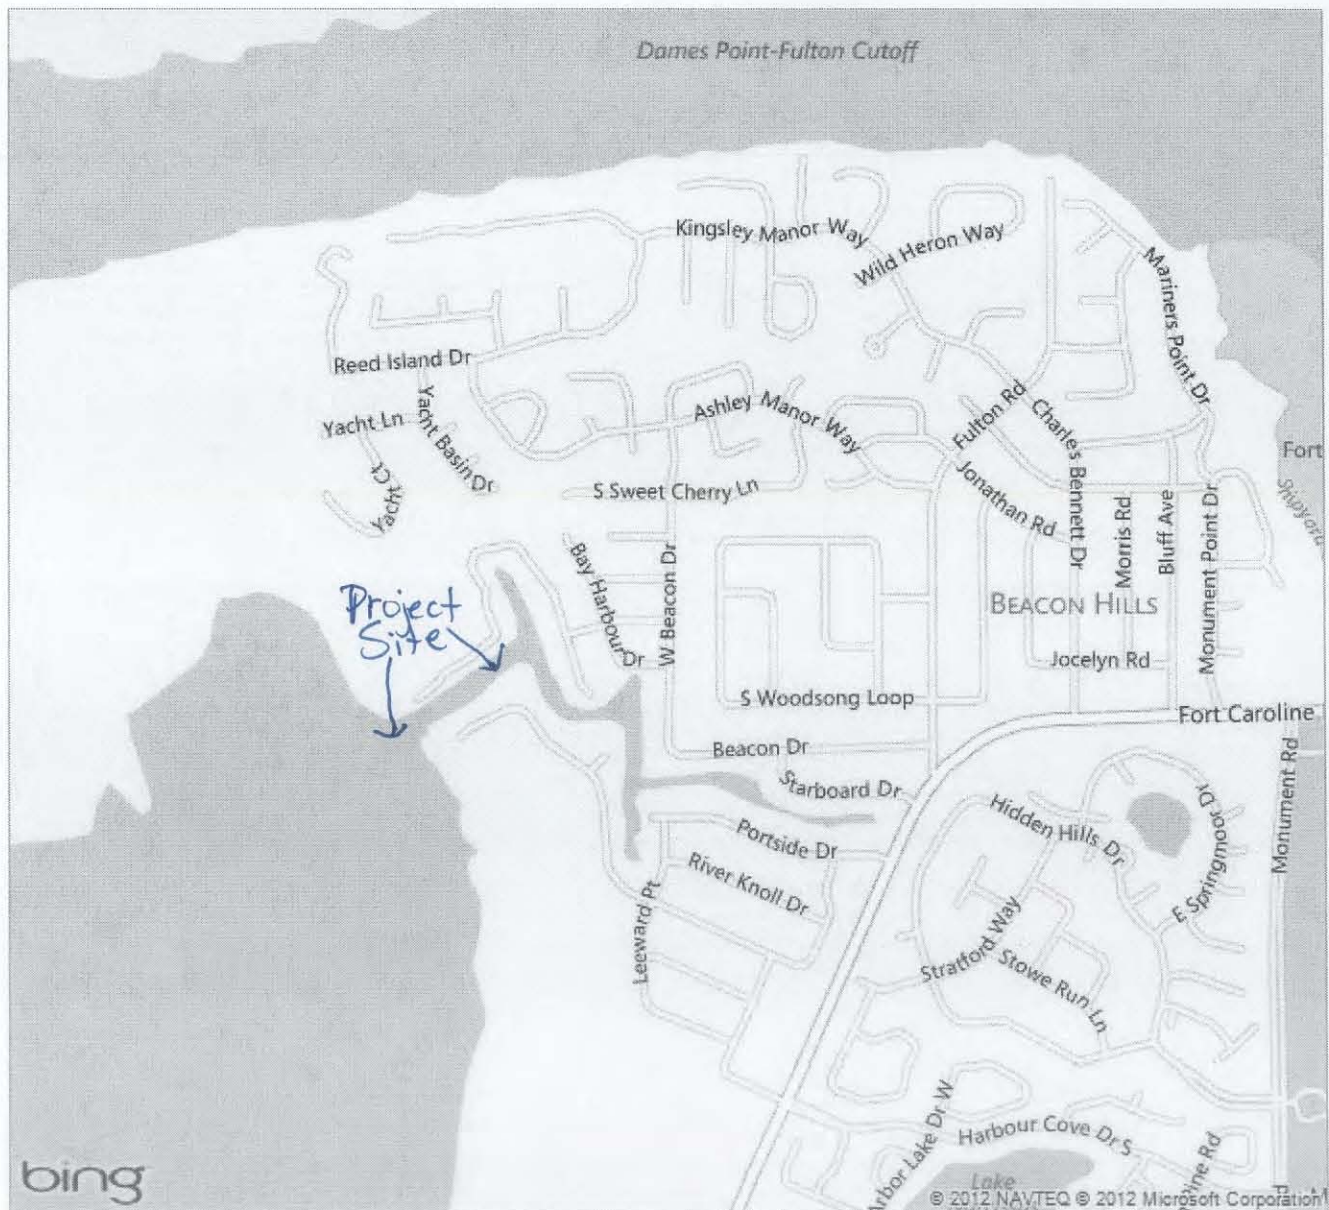 Dames Point-Fulton Cutoff
Kingsley Manor Way
Wild Heron Way
Mariners Point Dr
Reed Island Dr
Yacht Ln
Yacht Basin Dr
Yacht Ct
Ashley Manor Way
Fulton Rd
Charles Bennett Dr
Fort
Shipyard
S Sweet Cherry Ln
Jonathan Rd
Morris Rd
Bluff Ave
Monument Point Dr
Bay Harbour Dr
W Beacon Dr
BEACON HILLS
Project
Site
Jocelyn Rd
S Woodsong Loop
Fort Caroline
Beacon Dr
Starboard Dr
Monument Rd
Hidden Hills Dr
E Springmoor Dr
Portside Dr
River Knoll Dr
Leeward Pt
Stratford Way
Stowe Run Ln
Arbor Lake Dr W
Harbour Cove Dr S
Pine Rd
Lake
bing
© 2012 NAVTEQ © 2012 Microsoft Corporation